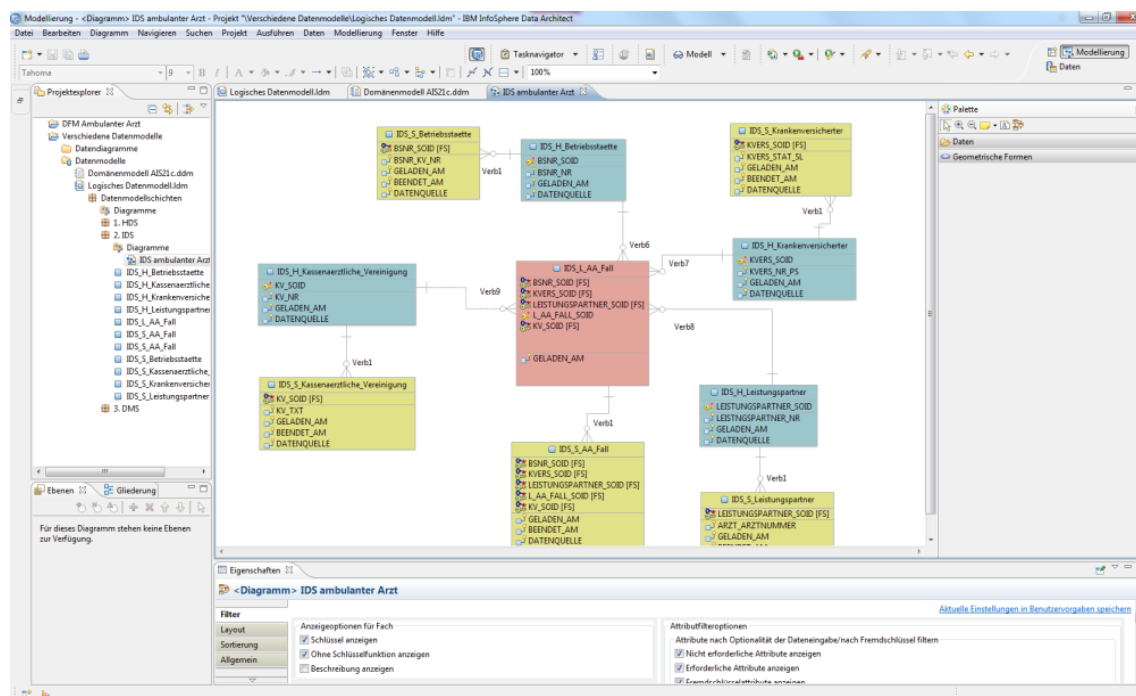 Modellierung - <Diagramm> IDS ambulanter Arzt - Projekt "\Verschiedene Datenmodelle\Logisches Datenmodell.ldm" - IBM InfoSphere Data Architect
Datei Bearbeiten Diagramm Navigieren Suchen Projekt Ausführen Daten Modellierung Fenster Hilfe
Tasknavigator Modell Modellierung
Tahoma 9 B I A 100% Daten
Projektexplorer
DFM Ambulanter Arzt
Verschiedene Datenmodelle
Datendiagramme
Datenmodelle
Domänenmodell AIS21c.ddm
Logisches Datenmodell.ldm
Datenmodellschichten
Diagramme
1. HDS
2. IDS
Diagramme
IDS ambulanter Arzt
IDS_H_Betriebsstaette
IDS_H_Kassenaerztliche
IDS_H_Krankenversicher
IDS_H_Leistungspartner
IDS_L_AA_Fall
IDS_S_AA_Fall
IDS_S_Betriebsstaette
IDS_S_Kassenaerztliche_
IDS_S_Krankenversicher
IDS_S_Leistungspartner
3. DMS
Ebenen Gliederung
Für dieses Diagramm stehen keine Ebenen
zur Verfügung.
Logisches Datenmodell.ldm Domänenmodell AIS21c.ddm IDS ambulanter Arzt
IDS_S_Betriebsstaette
BSNR_SOID [FS]
BSNR_KV_NR
GELADEN_AM
BEENDET_AM
DATENQUELLE
Verb1
IDS_H_Betriebsstaette
BSNR_SOID
BSNR_NR
GELADEN_AM
DATENQUELLE
Verb6
IDS_S_Krankenversicherter
KVERS_SOID [FS]
KVERS_STAT_SL
GELADEN_AM
BEENDET_AM
DATENQUELLE
Verb1
IDS_H_Krankenversicherter
KVERS_SOID
KVERS_NR_PS
GELADEN_AM
DATENQUELLE
Verb7
IDS_H_Kassenaerztliche_Vereinigung
KV_SOID
KV_NR
GELADEN_AM
DATENQUELLE
Verb9
IDS_L_AA_Fall
BSNR_SOID [FS]
KVERS_SOID [FS]
LEISTUNGSPARTNER_SOID [FS]
L_AA_FALL_SOID
KV_SOID [FS]
GELADEN_AM
Verb8
Verb1
IDS_S_Kassenaerztliche_Vereinigung
KV_SOID [FS]
KV_TXT
GELADEN_AM
BEENDET_AM
DATENQUELLE
Verb1
IDS_H_Leistungspartner
LEISTUNGSPARTNER_SOID
LEISTNGSPARTNER_NR
GELADEN_AM
DATENQUELLE
IDS_S_AA_Fall
BSNR_SOID [FS]
KVERS_SOID [FS]
LEISTUNGSPARTNER_SOID [FS]
L_AA_FALL_SOID [FS]
KV_SOID [FS]
GELADEN_AM
BEENDET_AM
DATENQUELLE
Verb1
IDS_S_Leistungspartner
LEISTUNGSPARTNER_SOID [FS]
ARZT_ARZTNUMMER
GELADEN_AM
Palette
Daten
Geometrische Formen
Eigenschaften
<Diagramm> IDS ambulanter Arzt
Aktuelle Einstellungen in Benutzervorgaben speichern
Filter
Layout
Sortierung
Allgemein
Anzeigeoptionen für Fach
Schlüssel anzeigen
Ohne Schlüsselfunktion anzeigen
Beschreibung anzeigen
Attributfilteroptionen
Attribute nach Optionalität der Dateneingabe/nach Fremdschlüssel filtern
Nicht erforderliche Attribute anzeigen
Erforderliche Attribute anzeigen
Fremdschlüsselattribute anzeigen